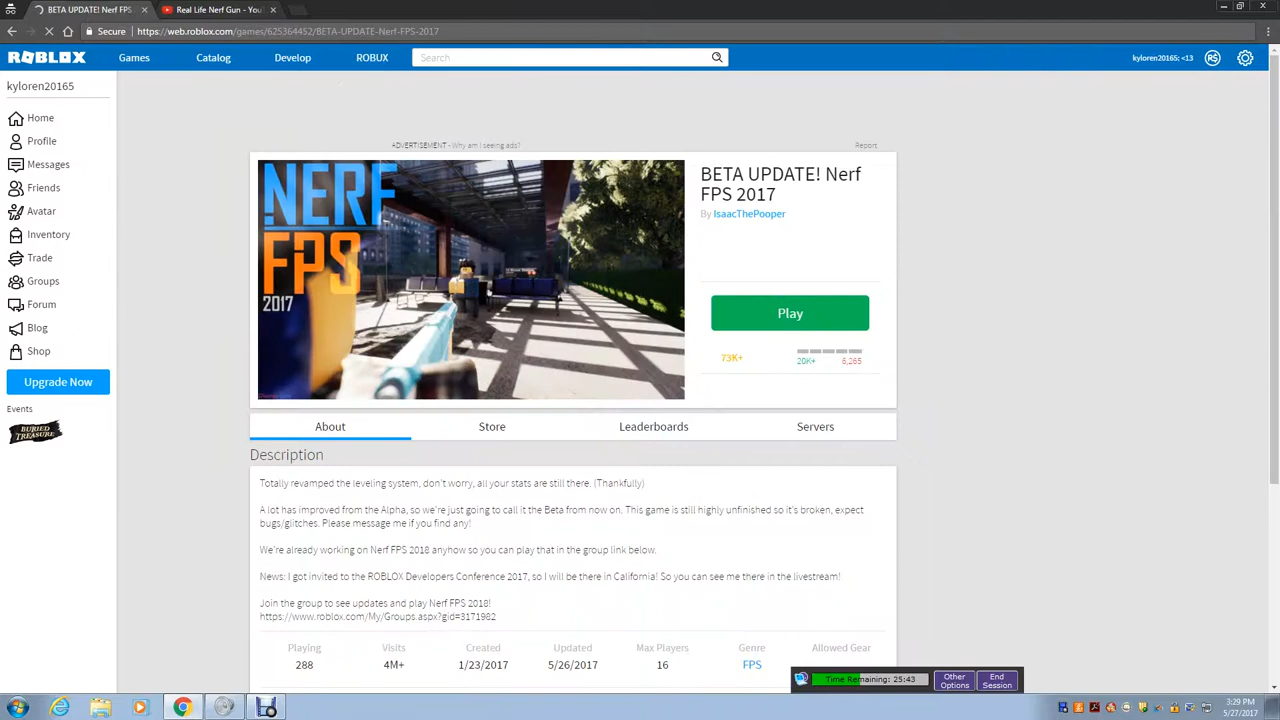 BETA UPDATE! Nerf FPS
Real Life Nerf Gun - You
Secure
https://web.roblox.com/games/625364452/BETA-UPDATE-Nerf-FPS-2017
ROBLOX
Games
Catalog
Develop
ROBUX
Search
kyloren20165: <13
kyloren20165
Home
Profile
Messages
Friends
Avatar
Inventory
Trade
Groups
Forum
Blog
Shop
Upgrade Now
Events
BURIED
TREASURE
ADVERTISEMENT - Why am I seeing ads?
Report
NERF
FPS
2017
BETA UPDATE! Nerf
FPS 2017
By IsaacThePooper
Play
73K+
20K+
6,265
About
Store
Leaderboards
Servers
Description
Totally revamped the leveling system, don't worry, all your stats are still there. (Thankfully)
A lot has improved from the Alpha, so we're just going to call it the Beta from now on. This game is still highly unfinished so it's broken, expect
bugs/glitches. Please message me if you find any!
We're already working on Nerf FPS 2018 anyhow so you can play that in the group link below.
News: I got invited to the ROBLOX Developers Conference 2017, so I will be there in California! So you can see me there in the livestream!
Join the group to see updates and play Nerf FPS 2018!
https://www.roblox.com/My/Groups.aspx?gid=3171982
Playing
Visits
Created
Updated
Max Players
Genre
Allowed Gear
288
4M+
1/23/2017
5/26/2017
16
FPS
Time Remaining: 25:43
Other
Options
End
Session
3:29 PM
5/27/2017